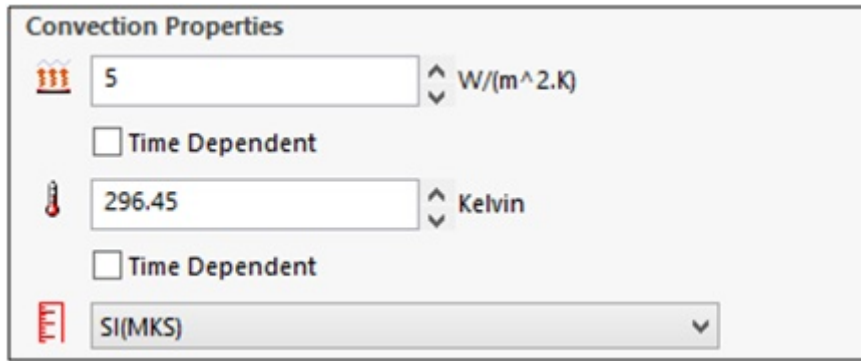 Convection Properties
5 W/(m^2.K)
Time Dependent
296.45 Kelvin
Time Dependent
SI(MKS)